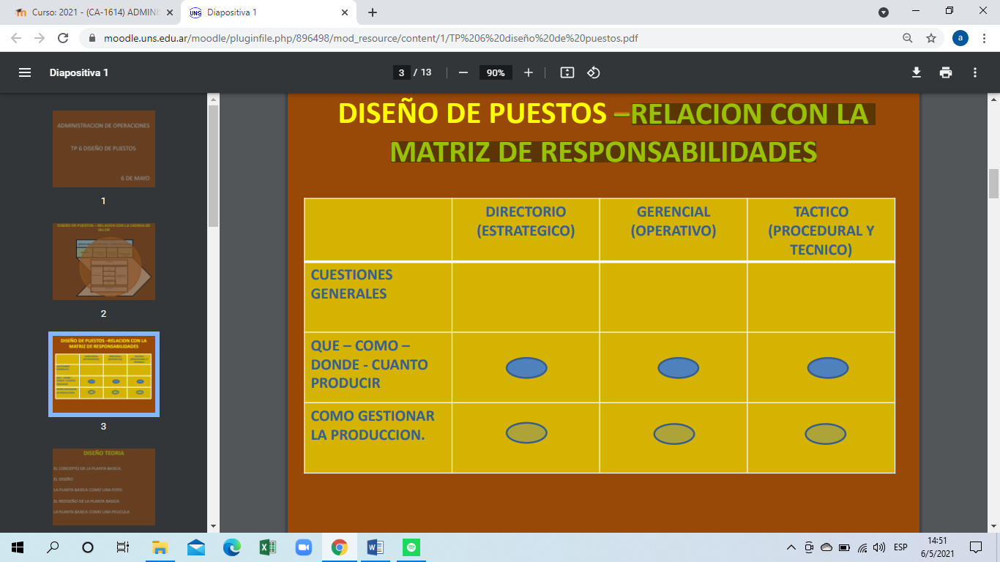 Curso: 2021 - (CA-1614) ADMINIS
Diapositiva 1
moodle.uns.edu.ar/moodle/pluginfile.php/896498/mod_resource/content/1/TP%206%20diseño%20de%20puestos.pdf
a
Diapositiva 1
3 / 13
90%
ADMINISTRACION DE OPERACIONES
TP 6 DISEÑO DE PUESTOS
6 DE MAYO
1
DISEÑO DE PUESTOS – RELACION CON LA CADENA DE
VALOR
2
DISEÑO DE PUESTOS –RELACION CON LA
MATRIZ DE RESPONSABILIDADES
3
DISEÑO TEORIA
EL CONCEPTO DE LA PLANTA BASICA.
EL DISEÑO
LA PLANTA BASICA COMO UNA FOTO
EL REDISEÑO DE LA PLANTA BASICA
LA PLANTA BASICA COMO UNA PELICULA
DISEÑO DE PUESTOS –RELACION CON LA
MATRIZ DE RESPONSABILIDADES
DIRECTORIO
(ESTRATEGICO)
GERENCIAL
(OPERATIVO)
TACTICO
(PROCEDURAL Y
TECNICO)
CUESTIONES
GENERALES
QUE – COMO –
DONDE - CUANTO
PRODUCIR
COMO GESTIONAR
LA PRODUCCION.
ESP
14:51
6/5/2021